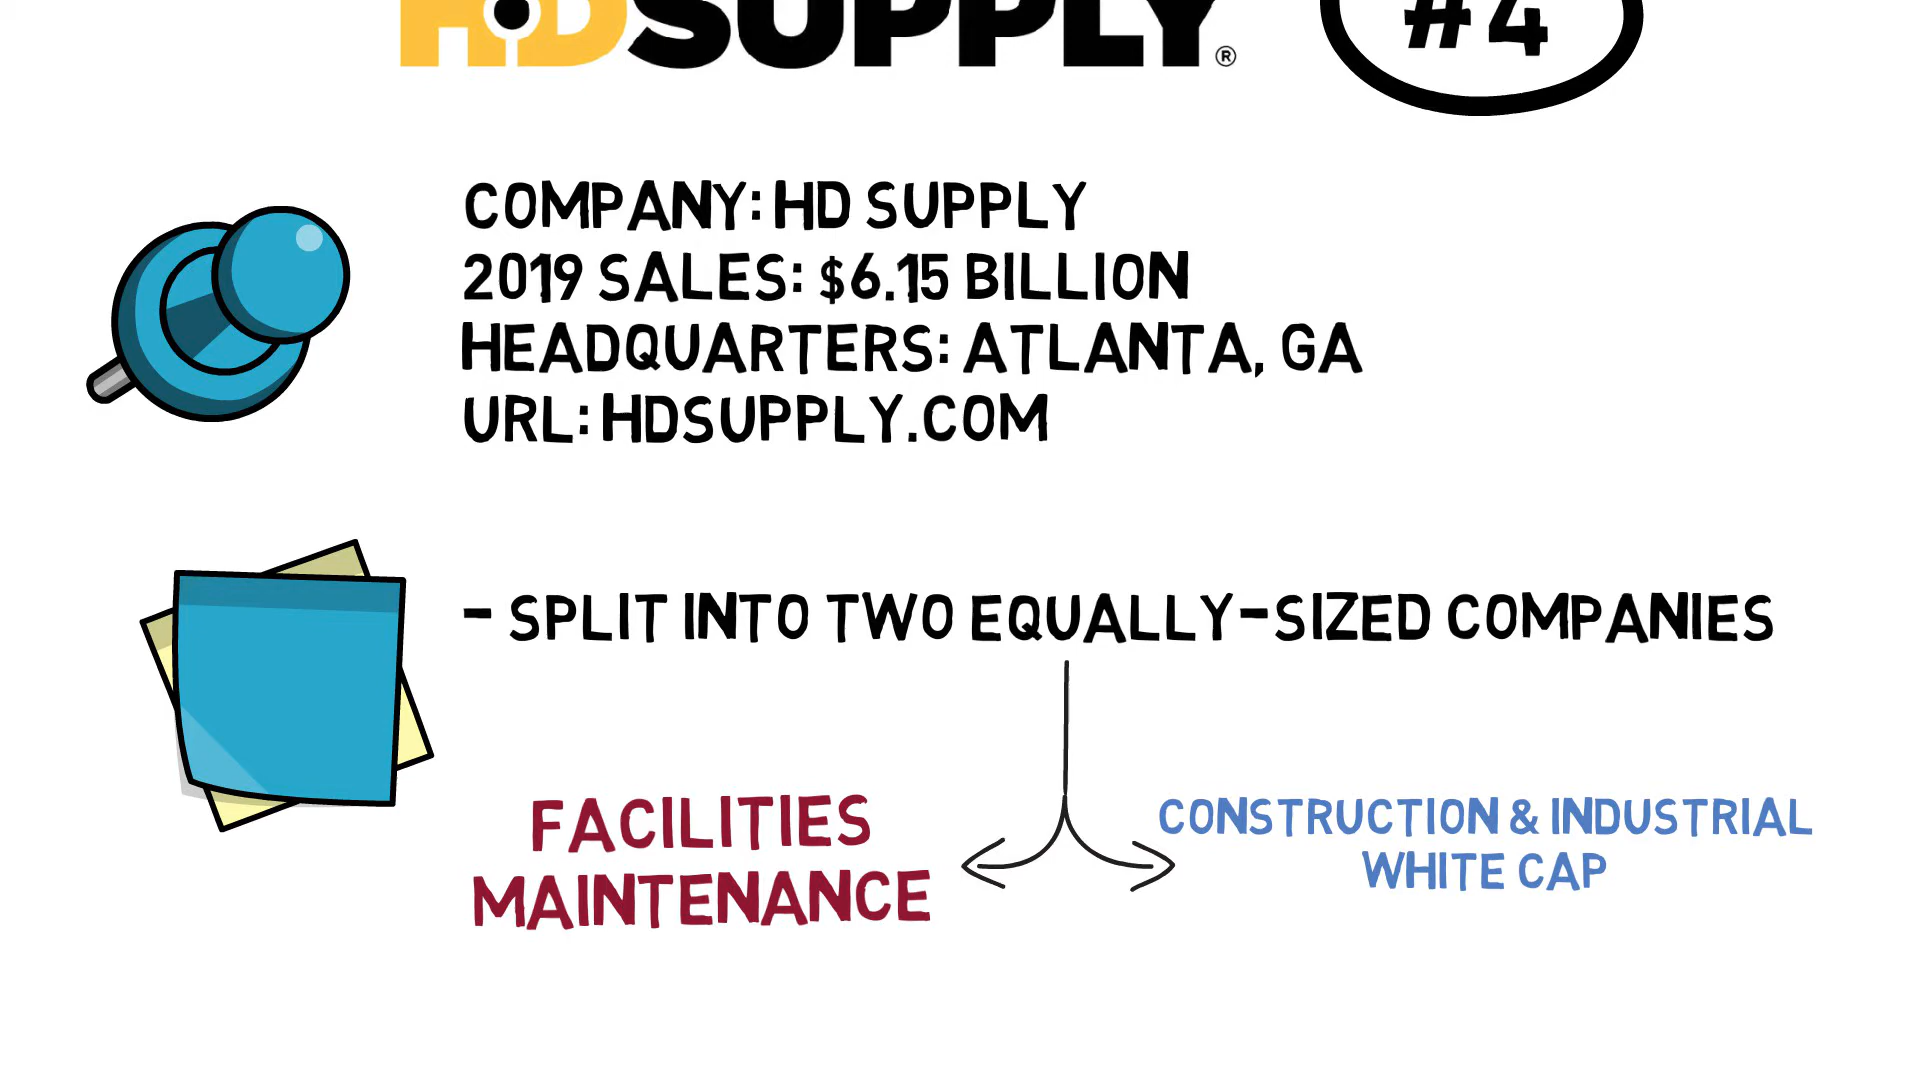 HDSUPPLY®
#4
COMPANY: HD SUPPLY
2019 SALES: $6.15 BILLION
HEADQUARTERS: ATLANTA, GA
URL: HDSUPPLY.COM
- SPLIT INTO TWO EQUALLY-SIZED COMPANIES
FACILITIES
MAINTENANCE
CONSTRUCTION & INDUSTRIAL
WHITE CAP